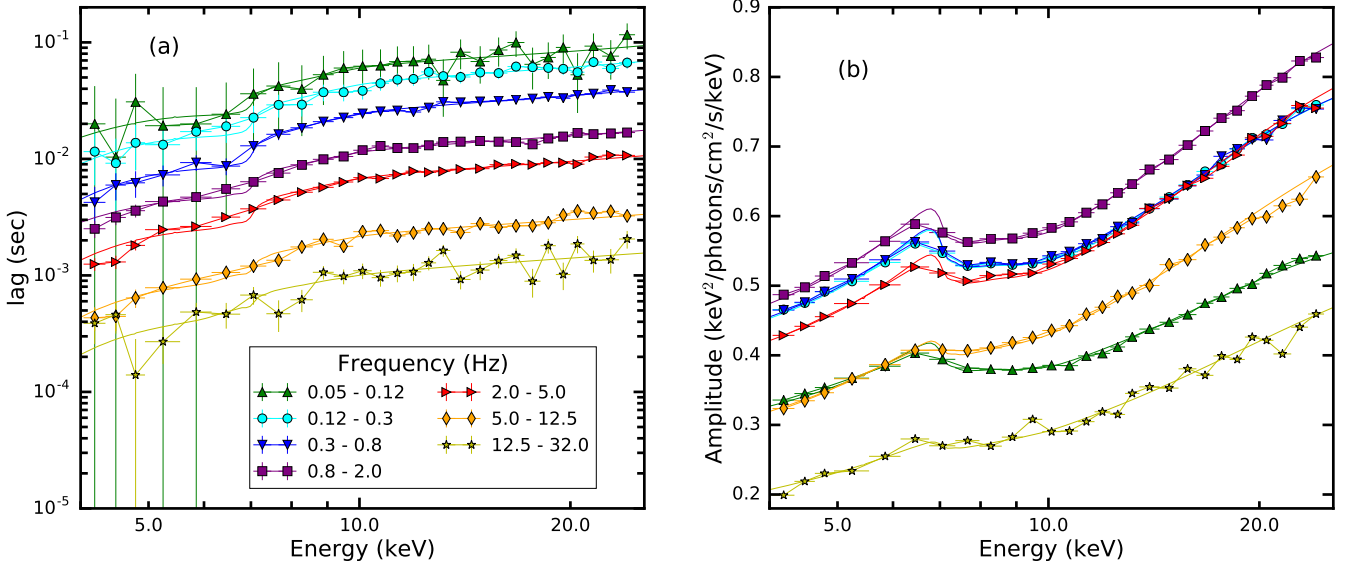 (a)
10⁻¹
10⁻²
10⁻³
10⁻⁴
10⁻⁵
lag (sec)
5.0 10.0 20.0
Energy (keV)
Frequency (Hz)
0.05 - 0.12
0.12 - 0.3
0.3 - 0.8
0.8 - 2.0
2.0 - 5.0
5.0 - 12.5
12.5 - 32.0
(b)
0.9
0.8
0.7
0.6
0.5
0.4
0.3
0.2
Amplitude (keV²/photons/cm²/s/keV)
5.0 10.0 20.0
Energy (keV)